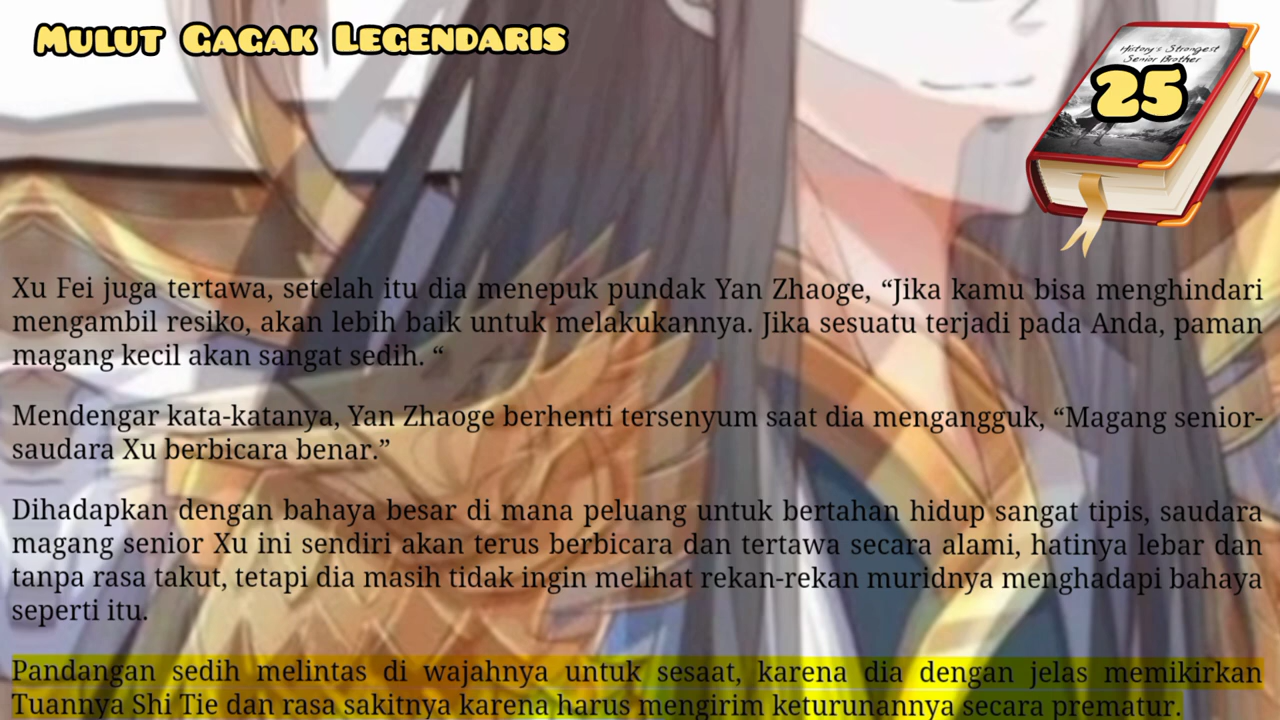 Mulut Gagak Legendaris
History's Strongest
Senior Brother
25
Xu Fei juga tertawa, setelah itu dia menepuk pundak Yan Zhaoge, “Jika kamu bisa menghindari
mengambil resiko, akan lebih baik untuk melakukannya. Jika sesuatu terjadi pada Anda, paman
magang kecil akan sangat sedih. “
Mendengar kata-katanya, Yan Zhaoge berhenti tersenyum saat dia mengangguk, “Magang senior-
saudara Xu berbicara benar.”
Dihadapkan dengan bahaya besar di mana peluang untuk bertahan hidup sangat tipis, saudara
magang senior Xu ini sendiri akan terus berbicara dan tertawa secara alami, hatinya lebar dan
tanpa rasa takut, tetapi dia masih tidak ingin melihat rekan-rekan muridnya menghadapi bahaya
seperti itu.
Pandangan sedih melintas di wajahnya untuk sesaat, karena dia dengan jelas memikirkan
Tuannya Shi Tie dan rasa sakitnya karena harus mengirim keturunannya secara prematur.